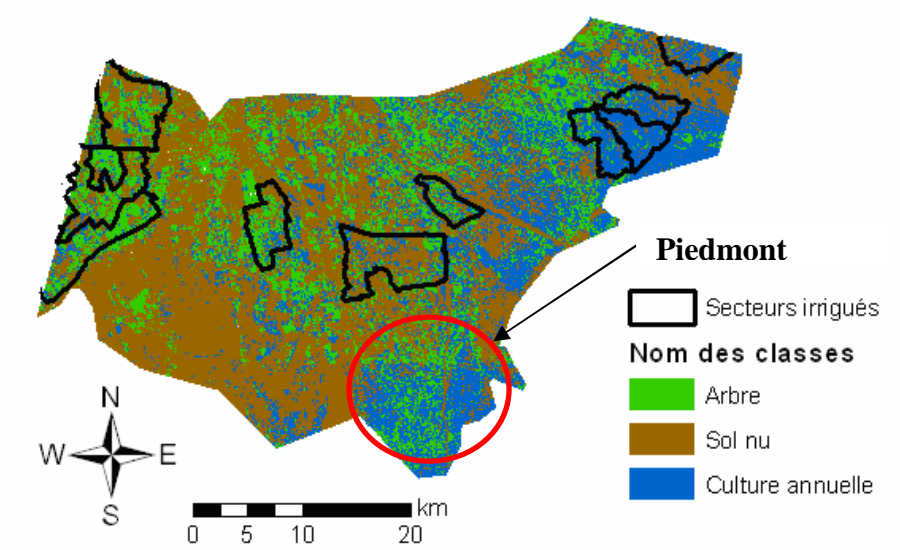 Piedmont
Secteurs irrigués
Nom des classes
Arbre
Sol nu
Culture annuelle
N
W E
S
km
0 5 10 20